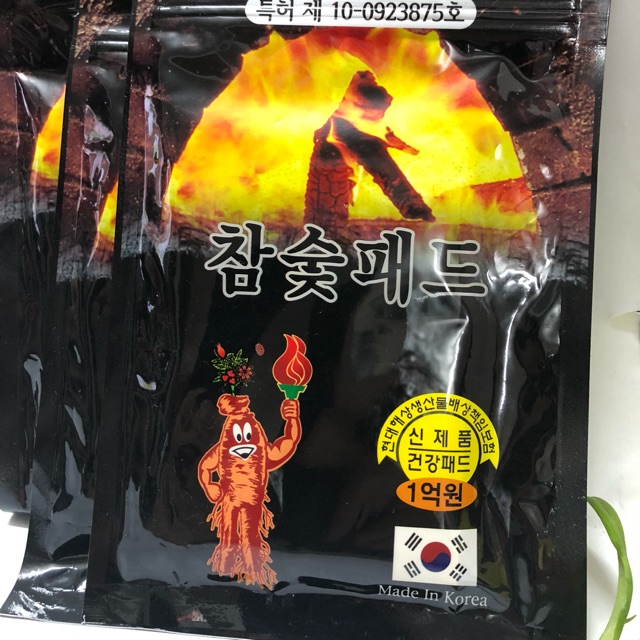 특허 제 10-0923875호
참숯패드
현대해상생산물배상책임보험
신 제 품
건강패드
1억원
Made In Korea